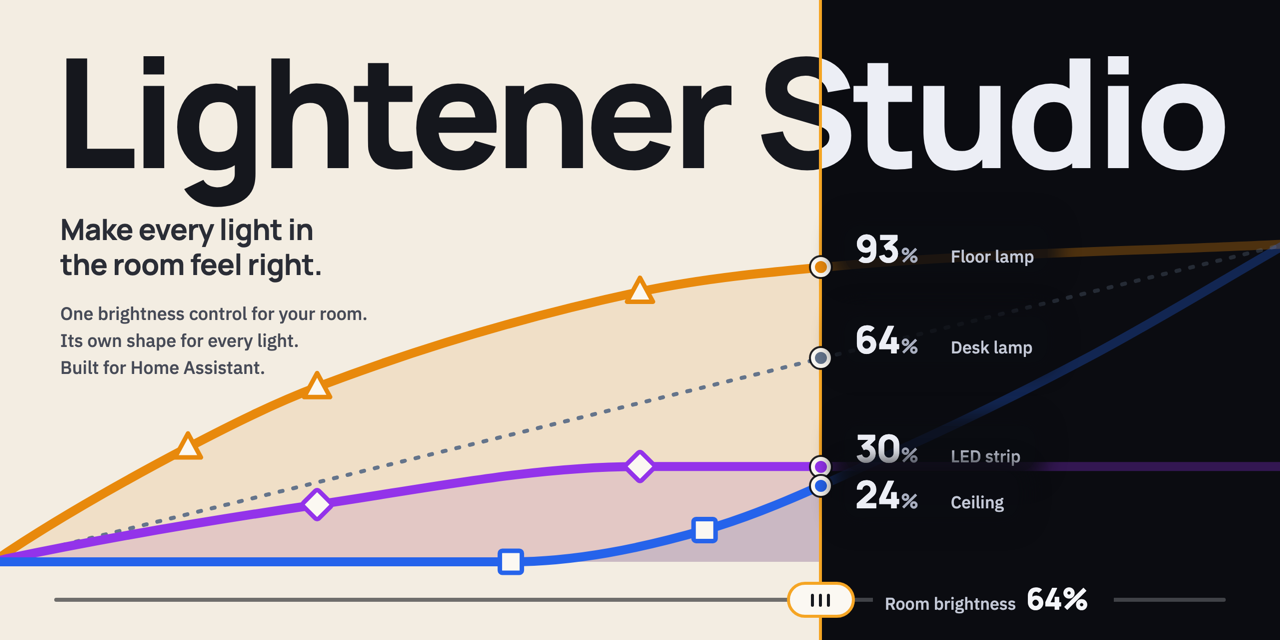 Lightener Studio
Make every light in
the room feel right.
One brightness control for your room.
Its own shape for every light.
Built for Home Assistant.
93% Floor lamp
64% Desk lamp
30% LED strip
24% Ceiling
Room brightness 64%